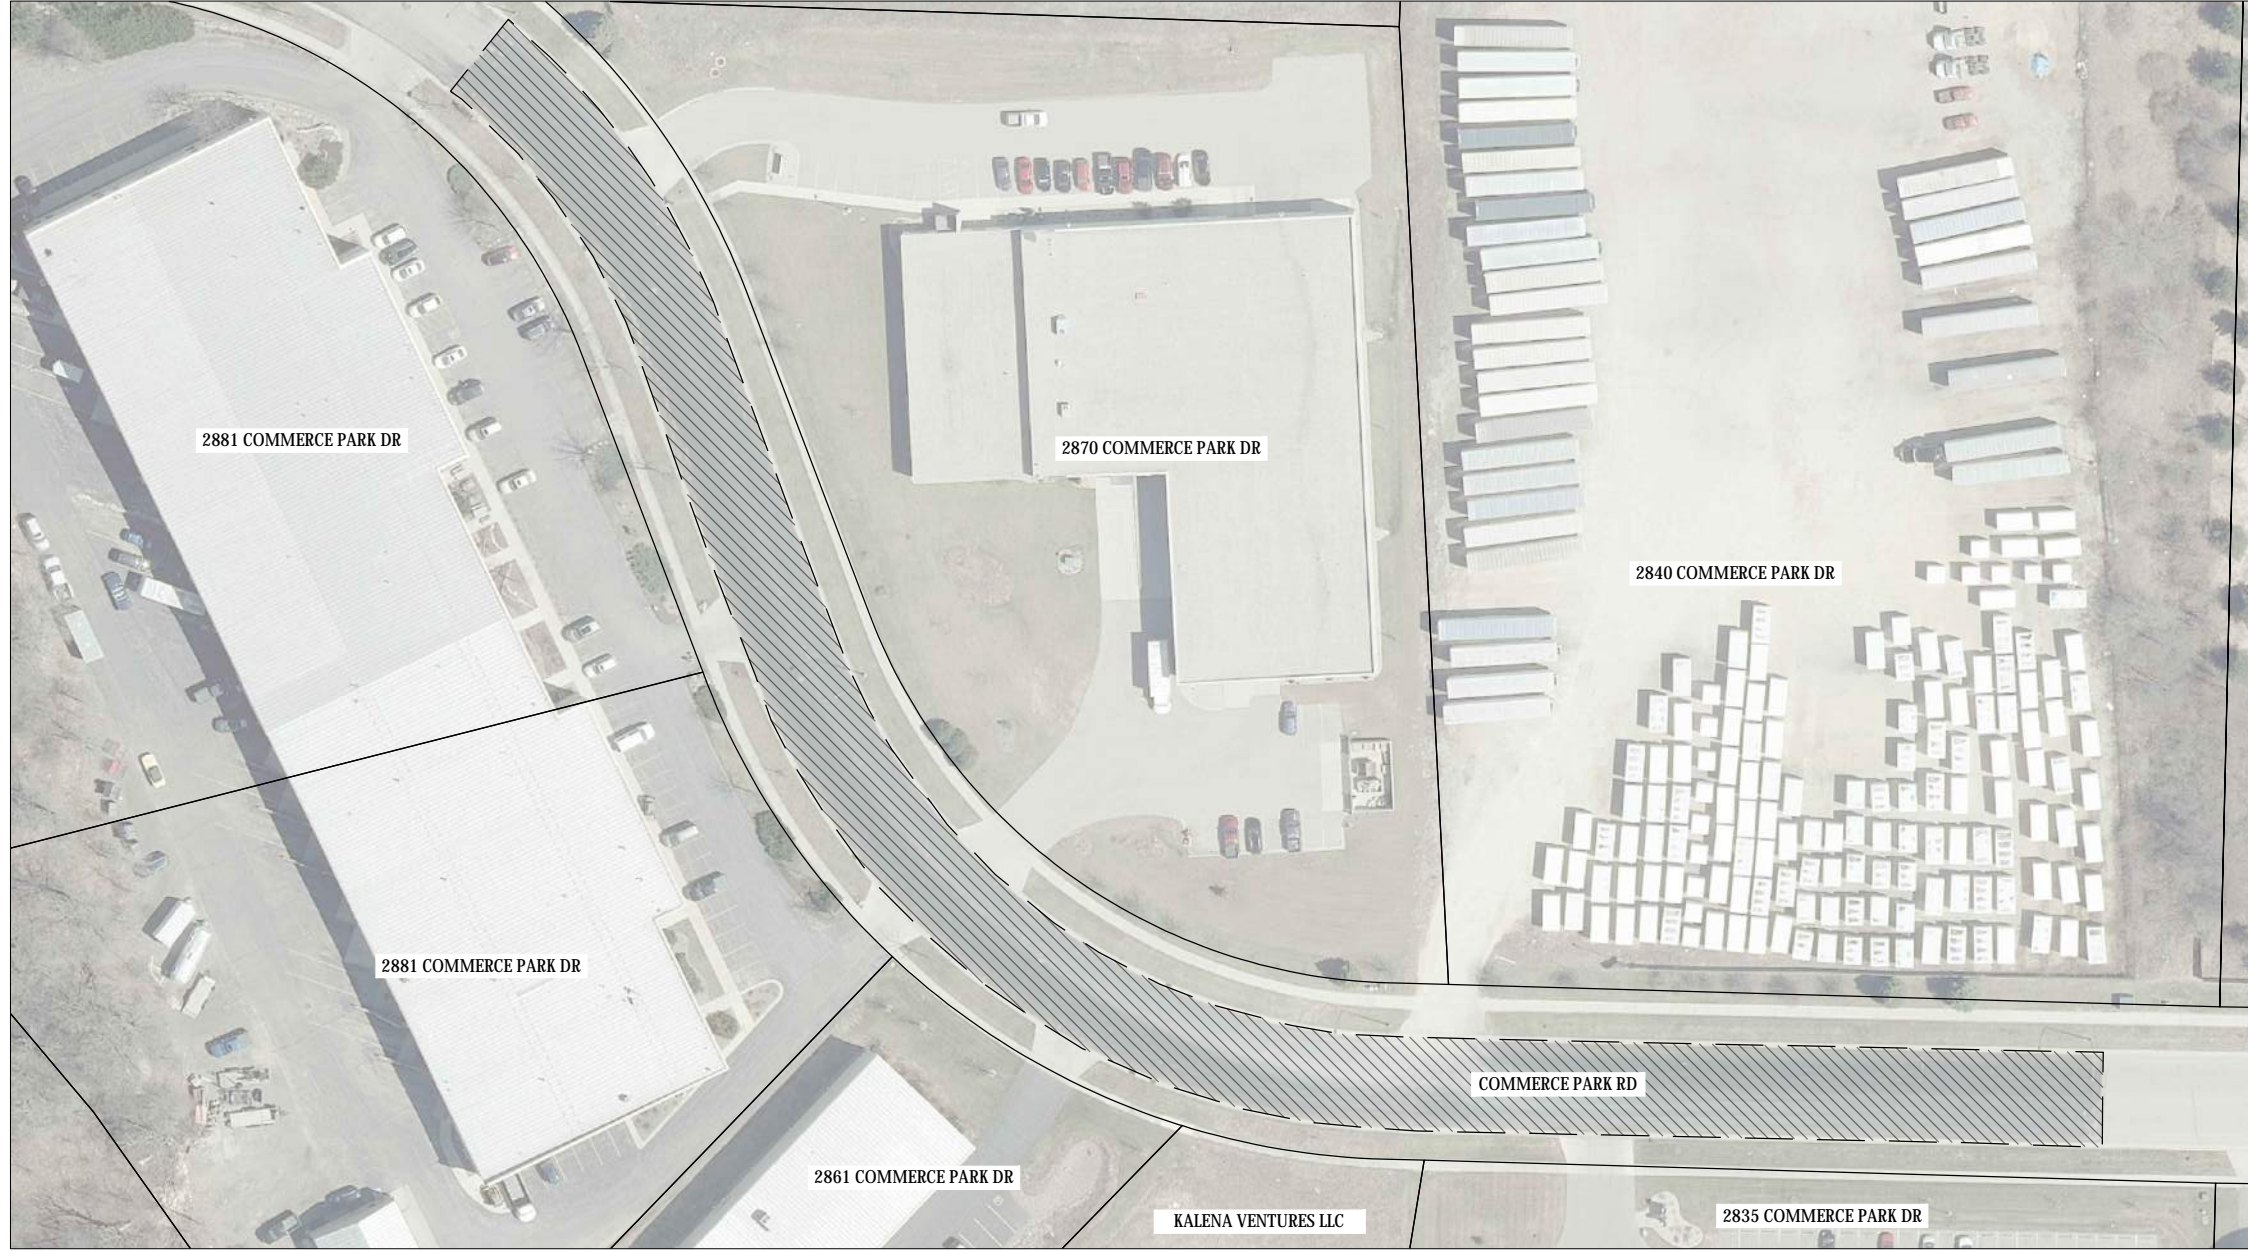 2881 COMMERCE PARK DR
2870 COMMERCE PARK DR
2840 COMMERCE PARK DR
2881 COMMERCE PARK DR
COMMERCE PARK RD
2861 COMMERCE PARK DR
KALENA VENTURES LLC
2835 COMMERCE PARK DR